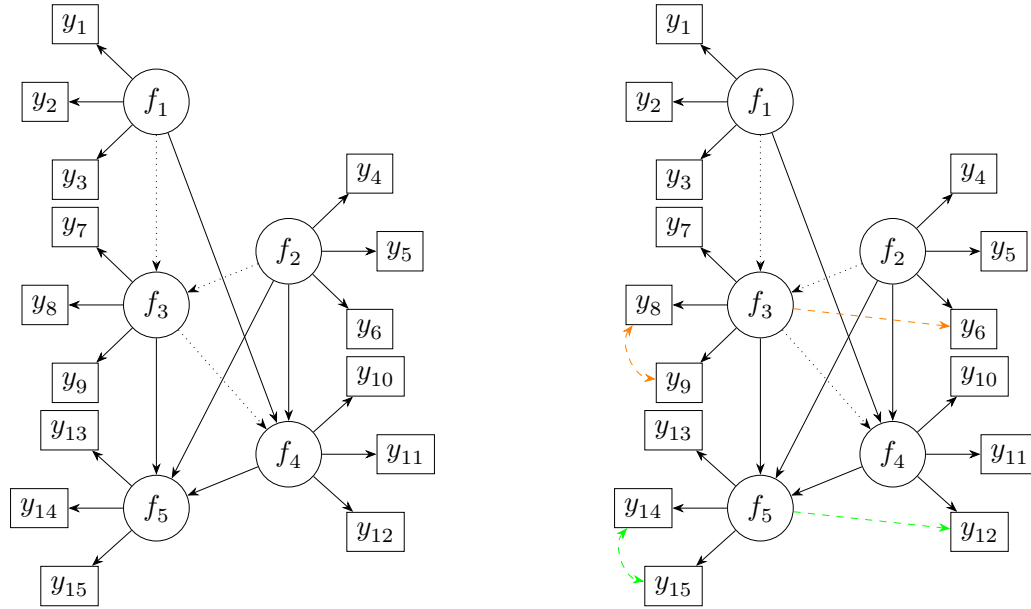 y₁
y₂
f₁
y₃
y₄
y₇
f₂
y₅
y₈
f₃
y₆
y₉
y₁₀
y₁₃
f₄
y₁₁
y₁₄
f₅
y₁₂
y₁₅
y₁
y₂
f₁
y₃
y₄
y₇
f₂
y₅
y₈
f₃
y₆
y₉
y₁₀
y₁₃
f₄
y₁₁
y₁₄
f₅
y₁₂
y₁₅